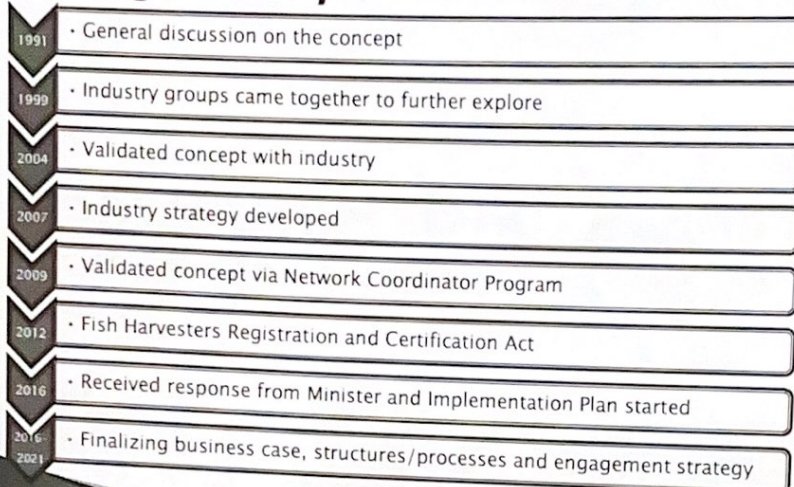 1991
· General discussion on the concept
1999
· Industry groups came together to further explore
2004
· Validated concept with industry
2007
· Industry strategy developed
2009
· Validated concept via Network Coordinator Program
2012
· Fish Harvesters Registration and Certification Act
2016
· Received response from Minister and Implementation Plan started
2016-
2021
· Finalizing business case, structures/processes and engagement strategy